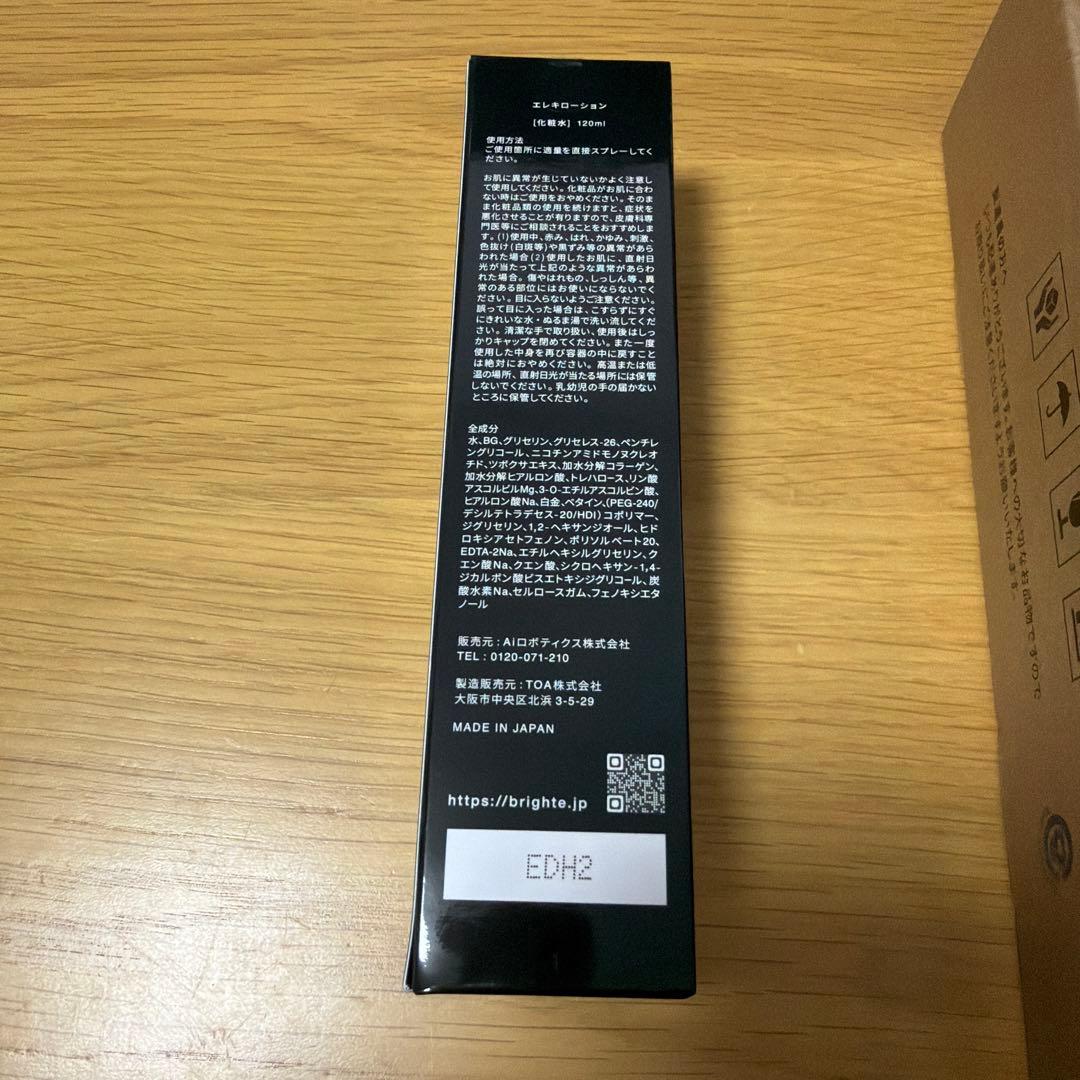 エレキローション
[化粧水] 120ml
使用方法
ご使用箇所に適量を直接スプレーしてく
ださい。
お肌に異常が生じていないかよく注意し
て使用してください。化粧品がお肌に合わ
ない時はご使用をおやめください。そのま
ま化粧品類の使用を続けますと、症状を
悪化させることが有りますので、皮膚科専
門医等にご相談されることをおすすめしま
す。(1)使用中、赤み、はれ、かゆみ、刺激、
色抜け(白斑等)や黒ずみ等の異常があら
われた場合(2)使用したお肌に、直射日
光が当たって上記のような異常があらわ
れた場合。傷やはれもの、しっしん等、異
常のある部位にはお使いにならないでく
ださい。目に入らないようご注意ください。
誤って目に入った場合は、こすらずにすぐ
にきれいな水・ぬるま湯で洗い流してくだ
さい。清潔な手で取り扱い、使用後はしっ
かりキャップを閉めてください。また一度
使用した中身を再び容器の中に戻すこと
は絶対におやめください。高温または低
温の場所、直射日光が当たる場所には保管
しないでください。乳幼児の手の届かない
ところに保管してください。
全成分
水、BG、グリセリン、グリセレス-26、ペンチレ
ングリコール、ニコチンアミドモノヌクレオ
チド、ツボクサエキス、加水分解コラーゲン、
加水分解ヒアルロン酸、トレハロース、リン酸
アスコルビルMg、3-O-エチルアスコルビン酸、
ヒアルロン酸Na、白金、ベタイン、(PEG-240/
デシルテトラデセス-20/HDI)コポリマー、
ジグリセリン、1,2-ヘキサンジオール、ヒド
ロキシアセトフェノン、ポリソルベート20、
EDTA-2Na、エチルヘキシルグリセリン、ク
エン酸Na、クエン酸、シクロヘキサン-1,4-
ジカルボン酸ビスエトキシジグリコール、炭
酸水素Na、セルロースガム、フェノキシエタ
ノール
販売元:Aiロボティクス株式会社
TEL:0120-071-210
製造販売元:TOA株式会社
大阪市中央区北浜 3-5-29
MADE IN JAPAN
https://brighte.jp
EDH2